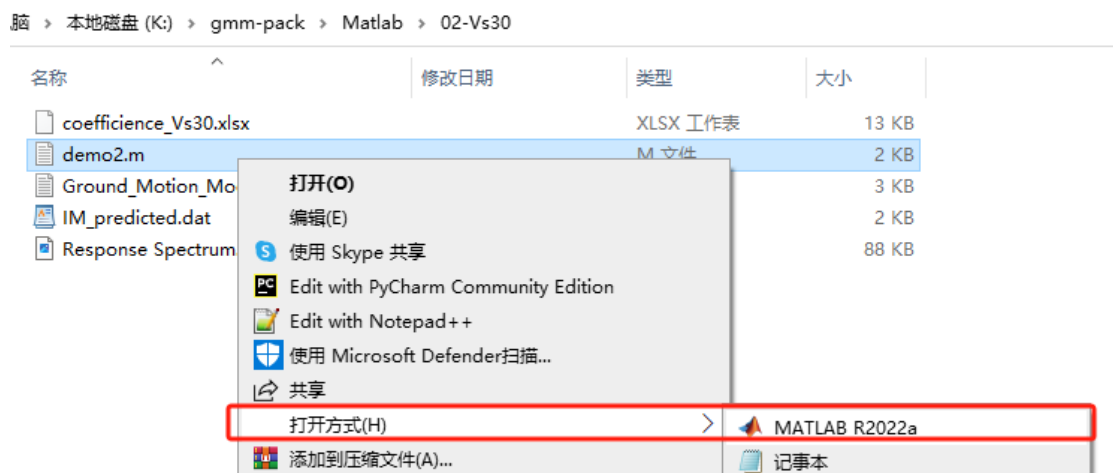 脑 › 本地磁盘 (K:) › gmm-pack › Matlab › 02-Vs30
名称 修改日期 类型 大小
coefficience_Vs30.xlsx XLSX 工作表 13 KB
demo2.m M 文件 2 KB
Ground_Motion_Mo 3 KB
IM_predicted.dat 2 KB
Response Spectrum 88 KB
打开(O)
编辑(E)
使用 Skype 共享
Edit with PyCharm Community Edition
Edit with Notepad++
使用 Microsoft Defender扫描...
共享
打开方式(H) MATLAB R2022a
添加到压缩文件(A)... 记事本